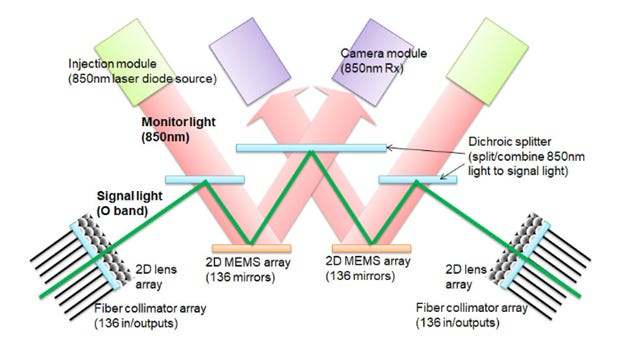 Injection module
(850nm laser diode source)
Camera module
(850nm Rx)
Monitor light
(850nm)
Dichroic splitter
(split/combine 850nm
light to signal light)
Signal light
(O band)
2D lens
array
2D MEMS array
(136 mirrors)
2D MEMS array
(136 mirrors)
2D lens
array
Fiber collimator array
(136 in/outputs)
Fiber collimator array
(136 in/outputs)